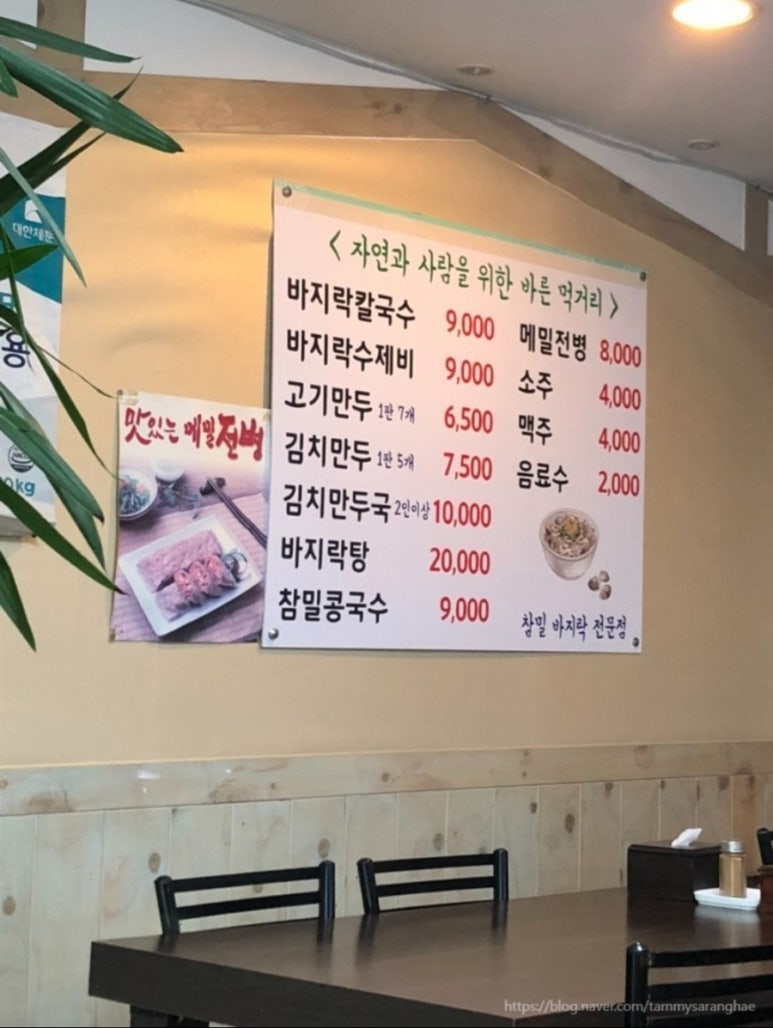 대한제분
용
0kg
맛있는 메밀전병
< 자연과 사람을 위한 바른 먹거리 >
바지락칼국수 9,000
바지락수제비 9,000
고기만두 1판 7개 6,500
김치만두 1판 5개 7,500
김치만두국 2인이상 10,000
바지락탕 20,000
참밀콩국수 9,000
메밀전병 8,000
소주 4,000
맥주 4,000
음료수 2,000
참밀 바지락 전문점
https://blog.naver.com/tammysaranghae